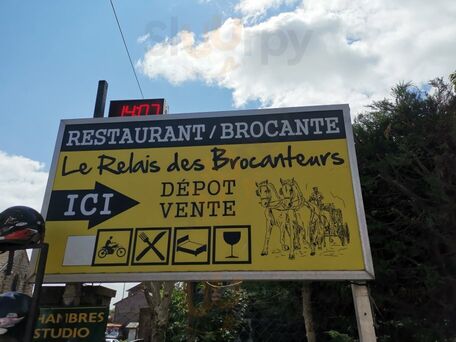 14:07
RESTAURANT / BROCANTE
Le Relais des Brocanteurs
ICI
DÉPOT
VENTE
HAMBRES
STUDIO